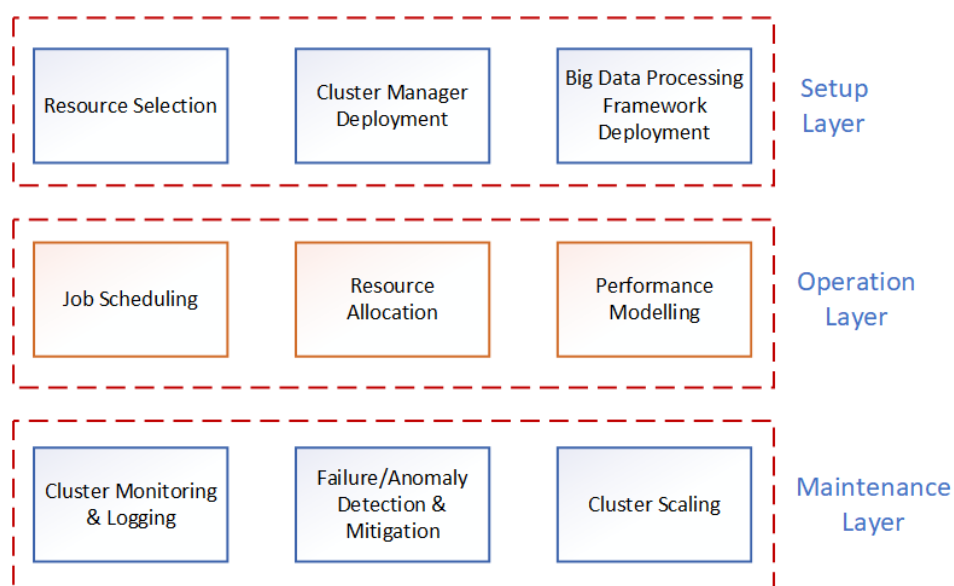 Resource Selection
Cluster Manager
Deployment
Big Data Processing
Framework
Deployment
Setup
Layer
Job Scheduling
Resource
Allocation
Performance
Modelling
Operation
Layer
Cluster Monitoring
& Logging
Failure/Anomaly
Detection &
Mitigation
Cluster Scaling
Maintenance
Layer